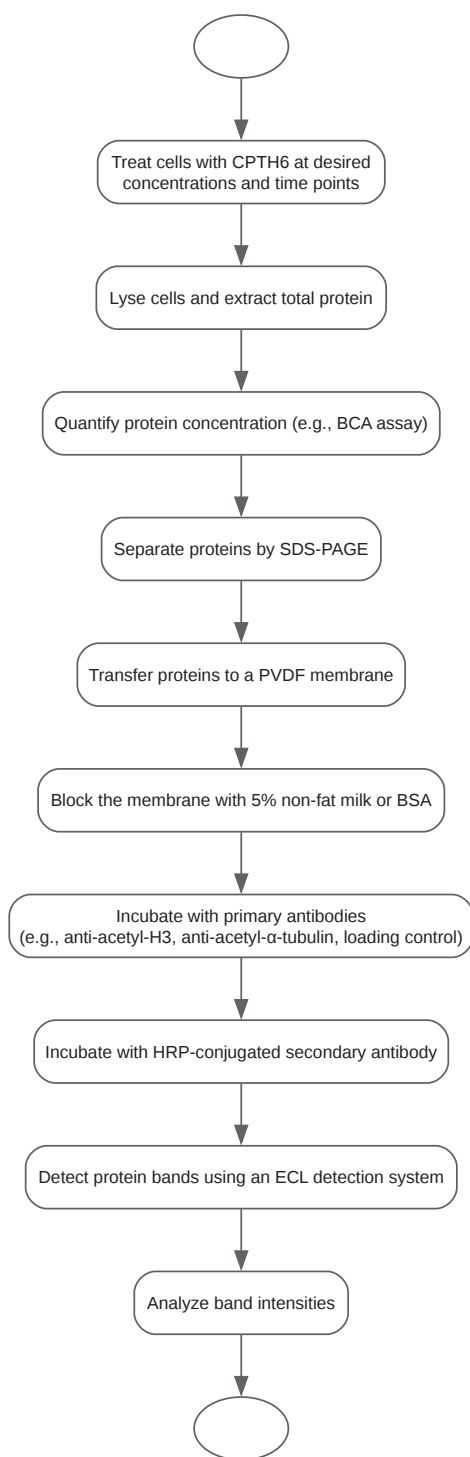 Treat cells with CPTH6 at desired
concentrations and time points
Lyse cells and extract total protein
Quantify protein concentration (e.g., BCA assay)
Separate proteins by SDS-PAGE
Transfer proteins to a PVDF membrane
Block the membrane with 5% non-fat milk or BSA
Incubate with primary antibodies
(e.g., anti-acetyl-H3, anti-acetyl-α-tubulin, loading control)
Incubate with HRP-conjugated secondary antibody
Detect protein bands using an ECL detection system
Analyze band intensities